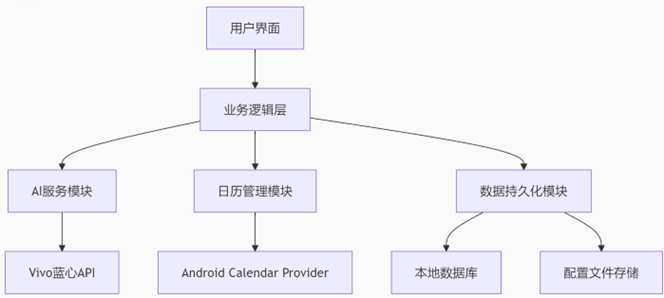 用户界面
业务逻辑层
AI服务模块
日历管理模块
数据持久化模块
Vivo蓝心API
Android Calendar Provider
本地数据库
配置文件存储